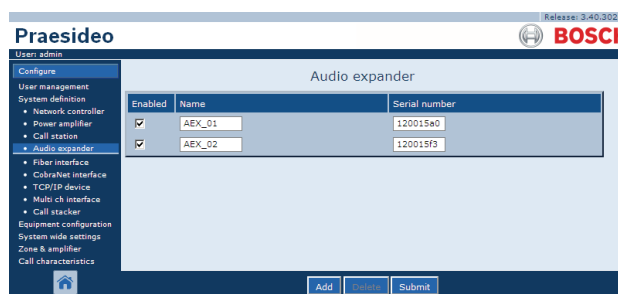 Release: 3.40.302
Praesideo
BOSCH
User: admin
Configure
Audio expander
User management
System definition
• Network controller
• Power amplifier
• Call station
• Audio expander
• Fiber interface
• CobraNet interface
• TCP/IP device
• Multi ch interface
• Call stacker
Equipment configuration
System wide settings
Zone & amplifier
Call characteristics
Enabled Name Serial number
AEX_01 120015a0
AEX_02 120015f3
Add Delete Submit